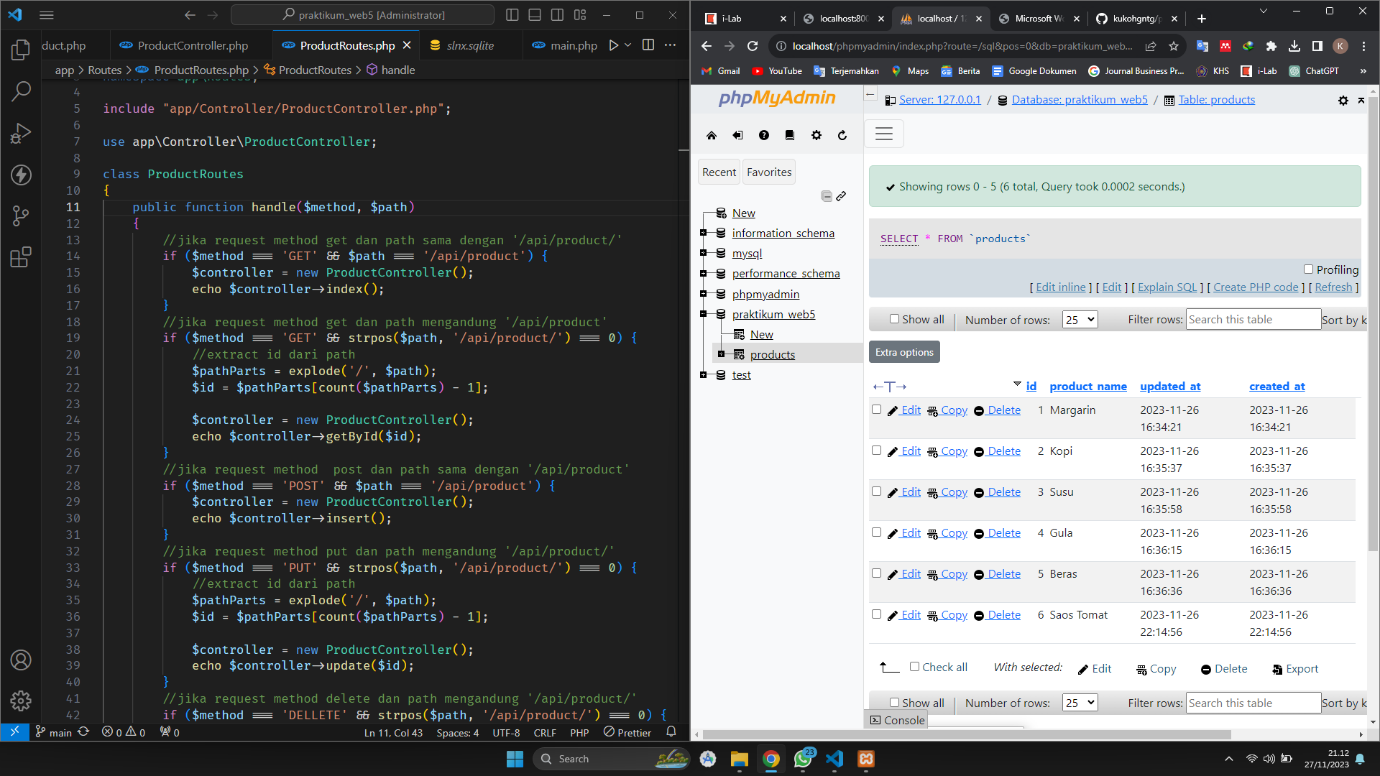 praktikum_web5 [Administrator]
duct.php
ProductController.php
ProductRoutes.php
slnx.sqlite
main.php
app > Routes > ProductRoutes.php > ProductRoutes > handle
4
5 include "app/Controller/ProductController.php";
6
7 use app\Controller\ProductController;
8
9 class ProductRoutes
10 {
11 public function handle($method, $path)
12 {
13 //jika request method get dan path sama dengan '/api/product/'
14 if ($method === 'GET' && $path === '/api/product') {
15 $controller = new ProductController();
16 echo $controller->index();
17 }
18 //jika request method get dan path mengandung '/api/product'
19 if ($method === 'GET' && strpos($path, '/api/product/') === 0) {
20 //extract id dari path
21 $pathParts = explode('/', $path);
22 $id = $pathParts[count($pathParts) - 1];
23
24 $controller = new ProductController();
25 echo $controller->getById($id);
26 }
27 //jika request method  post dan path sama dengan '/api/product'
28 if ($method === 'POST' && $path === '/api/product') {
29 $controller = new ProductController();
30 echo $controller->insert();
31 }
32 //jika request method put dan path mengandung '/api/product/'
33 if ($method === 'PUT' && strpos($path, '/api/product/') === 0) {
34 //extract id dari path
35 $pathParts = explode('/', $path);
36 $id = $pathParts[count($pathParts) - 1];
37
38 $controller = new ProductController();
39 echo $controller->update($id);
40 }
41 //jika request method delete dan path mengandung '/api/product/'
42 if ($method === 'DELLETE' && strpos($path, '/api/product/') === 0) {
main 0 0 0 Ln 11, Col 43 Spaces: 4 UTF-8 CRLF PHP Prettier
i-Lab
localhost:800
localhost / 12
Microsoft We
kukohgntg/p
localhost/phpmyadmin/index.php?route=/sql&pos=0&db=praktikum_web...
K
Gmail YouTube Terjemahkan Maps Berita Google Dokumen Journal Business Pr... KHS i-Lab ChatGPT »
phpMyAdmin
Recent Favorites
New
information_schema
mysql
performance_schema
phpmyadmin
praktikum_web5
New
products
test
Server: 127.0.0.1 / Database: praktikum_web5 / Table: products
Showing rows 0 - 5 (6 total, Query took 0.0002 seconds.)
SELECT * FROM `products`
Profiling
[ Edit inline ] [ Edit ] [ Explain SQL ] [ Create PHP code ] [ Refresh ]
Show all Number of rows: 25 Filter rows: Search this table Sort by k
Extra options
←T→ id product_name updated_at created_at
Edit Copy Delete 1 Margarin 2023-11-26 16:34:21 2023-11-26 16:34:21
Edit Copy Delete 2 Kopi 2023-11-26 16:35:37 2023-11-26 16:35:37
Edit Copy Delete 3 Susu 2023-11-26 16:35:58 2023-11-26 16:35:58
Edit Copy Delete 4 Gula 2023-11-26 16:36:15 2023-11-26 16:36:15
Edit Copy Delete 5 Beras 2023-11-26 16:36:36 2023-11-26 16:36:36
Edit Copy Delete 6 Saos Tomat 2023-11-26 22:14:56 2023-11-26 22:14:56
Check all With selected: Edit Copy Delete Export
Show all Number of rows: 25 Filter rows: Search this table Sort by k
Console
Search
23
21.12
27/11/2023